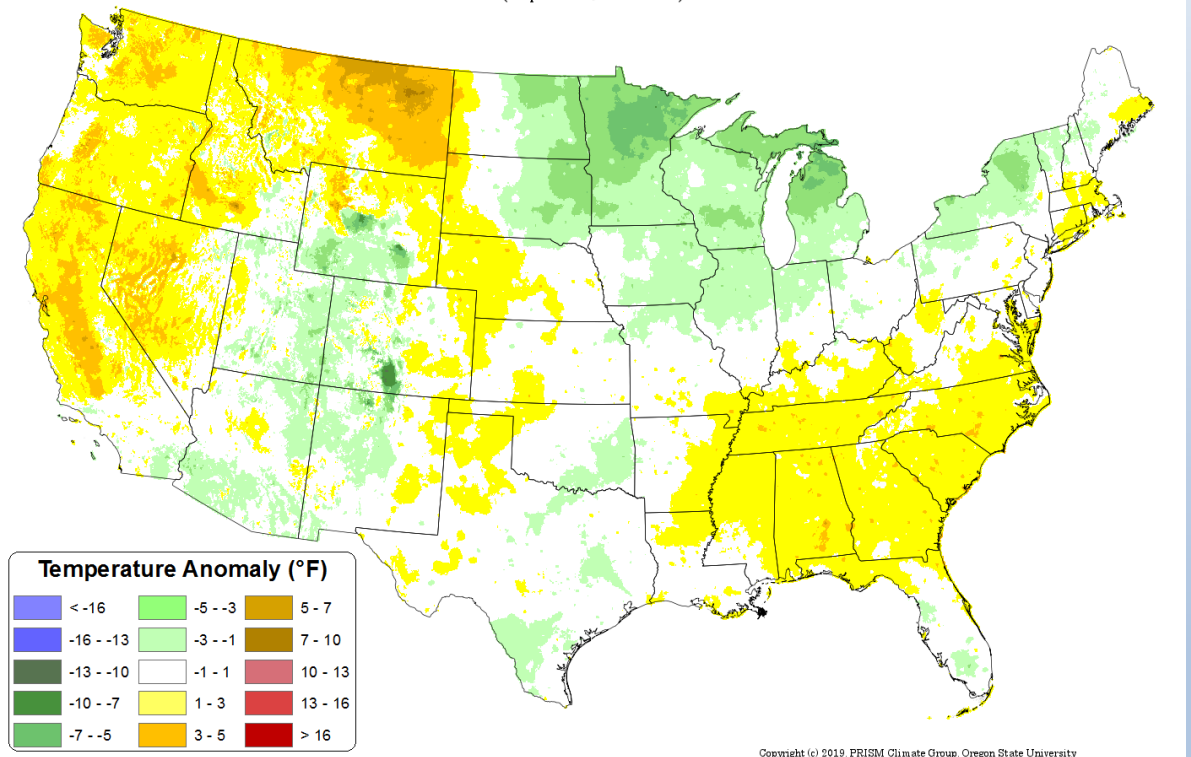 Temperature Anomaly (°F)
< -16 -5 - -3 5 - 7
-16 - -13 -3 - -1 7 - 10
-13 - -10 -1 - 1 10 - 13
-10 - -7 1 - 3 13 - 16
-7 - -5 3 - 5 > 16
Copyright (c) 2019, PRISM Climate Group, Oregon State University